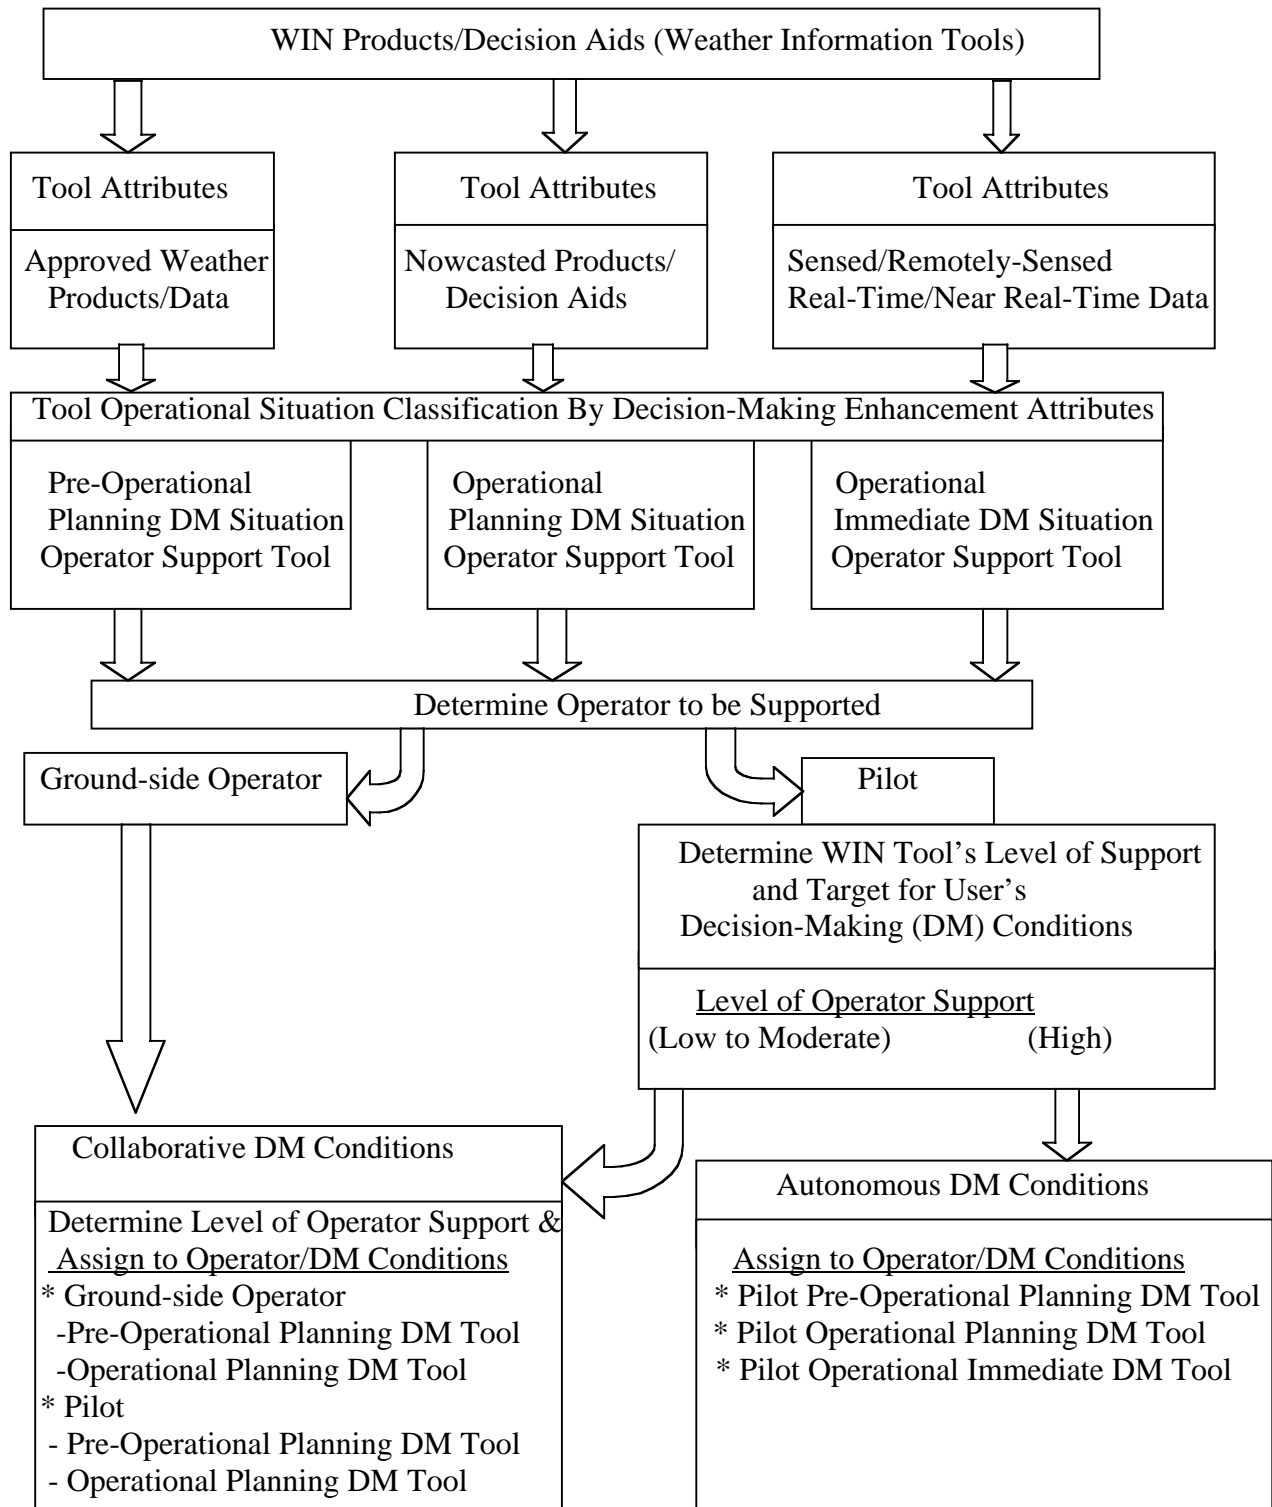 WIN Products/Decision Aids (Weather Information Tools)
Tool Attributes
Approved Weather
Products/Data
Tool Attributes
Nowcasted Products/
Decision Aids
Tool Attributes
Sensed/Remotely-Sensed
Real-Time/Near Real-Time Data
Tool Operational Situation Classification By Decision-Making Enhancement Attributes
Pre-Operational
Planning DM Situation
Operator Support Tool
Operational
Planning DM Situation
Operator Support Tool
Operational
Immediate DM Situation
Operator Support Tool
Determine Operator to be Supported
Ground-side Operator
Pilot
Determine WIN Tool’s Level of Support
and Target for User’s
Decision-Making (DM) Conditions
Level of Operator Support
(Low to Moderate) (High)
Collaborative DM Conditions
Determine Level of Operator Support &
Assign to Operator/DM Conditions
* Ground-side Operator
-Pre-Operational Planning DM Tool
-Operational Planning DM Tool
* Pilot
- Pre-Operational Planning DM Tool
- Operational Planning DM Tool
Autonomous DM Conditions
Assign to Operator/DM Conditions
* Pilot Pre-Operational Planning DM Tool
* Pilot Operational Planning DM Tool
* Pilot Operational Immediate DM Tool